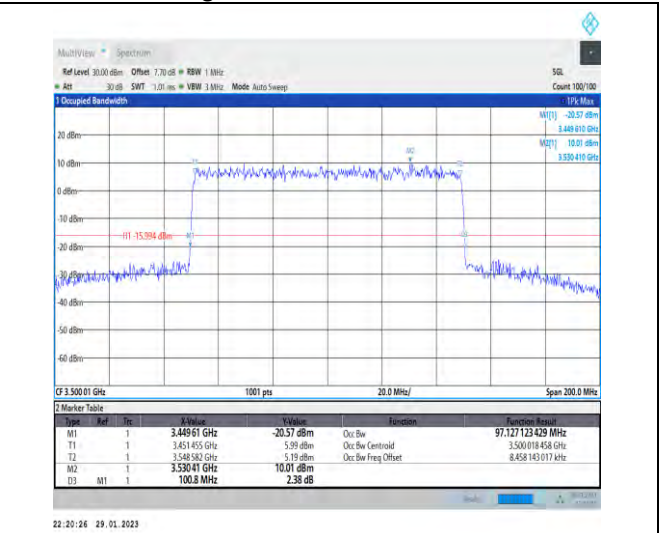 MultiView Spectrum
Ref Level 30.00 dBm Offset 7.70 dB RBW 1 MHz SGL
Att 30 dB SWT 1.01 ms VBW 3 MHz Mode Auto Sweep Count 100/100
1 Occupied Bandwidth 1Pk Max
M1[1] -20.57 dBm
3.449 610 GHz
M2[1] 10.01 dBm
3.530 410 GHz
20 dBm
M2
T1
10 dBm
0 dBm
-10 dBm
H1 -15.994 dBm
-20 dBm
-30 dBm
-40 dBm
-50 dBm
-60 dBm
CF 3.500 01 GHz 1001 pts 20.0 MHz/ Span 200.0 MHz
2 Marker Table
Type Ref Trc X-Value Y-Value Function Function Result
M1 1 3.449 61 GHz -20.57 dBm Occ Bw 97.127 123 429 MHz
T1 1 3.451 455 GHz 5.99 dBm Occ Bw Centroid 3.500 018 458 GHz
T2 1 3.548 582 GHz 5.19 dBm Occ Bw Freq Offset 8.458 143 017 kHz
M2 1 3.530 41 GHz 10.01 dBm
D3 M1 1 100.8 MHz 2.38 dB
22:20:26 29.01.2023